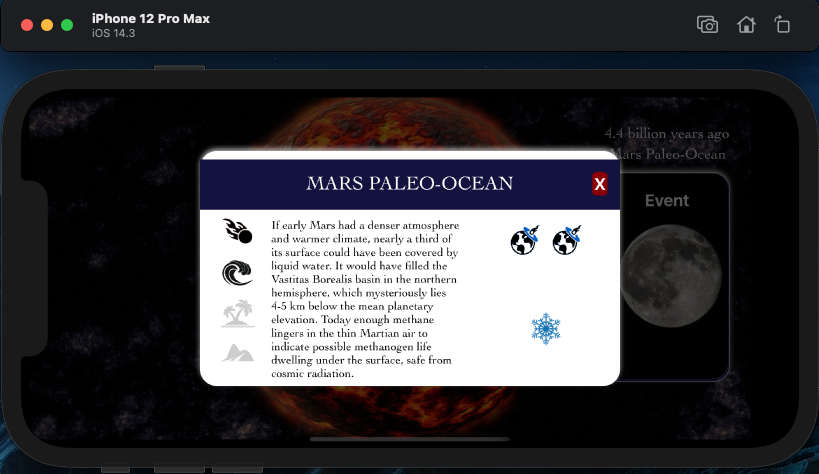 iPhone 12 Pro Max
iOS 14.3
4.4 billion years ago
Mars Paleo-Ocean
Event
MARS PALEO-OCEAN
X
If early Mars had a denser atmosphere
and warmer climate, nearly a third of
its surface could have been covered by
liquid water. It would have filled the
Vastitas Borealis basin in the northern
hemisphere, which mysteriously lies
4-5 km below the mean planetary
elevation. Today enough methane
lingers in the thin Martian air to
indicate possible methanogen life
dwelling under the surface, safe from
cosmic radiation.